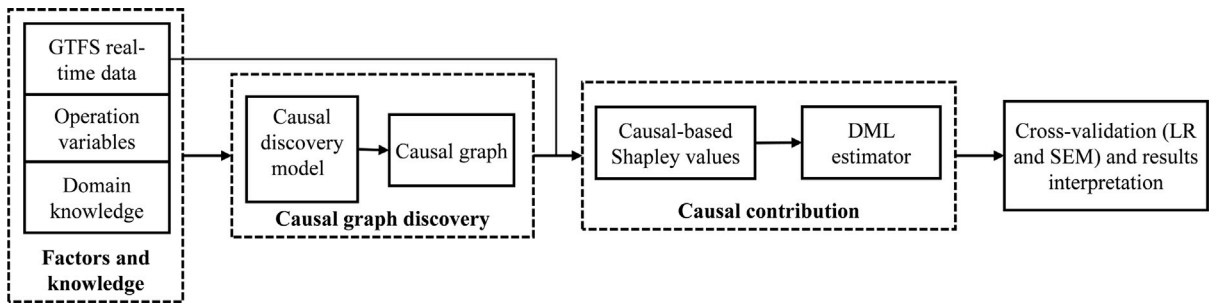 GTFS real-
time data
Operation
variables
Domain
knowledge
Factors and
knowledge
Causal
discovery
model
Causal graph
Causal graph discovery
Causal-based
Shapley values
DML
estimator
Causal contribution
Cross-validation (LR
and SEM) and results
interpretation